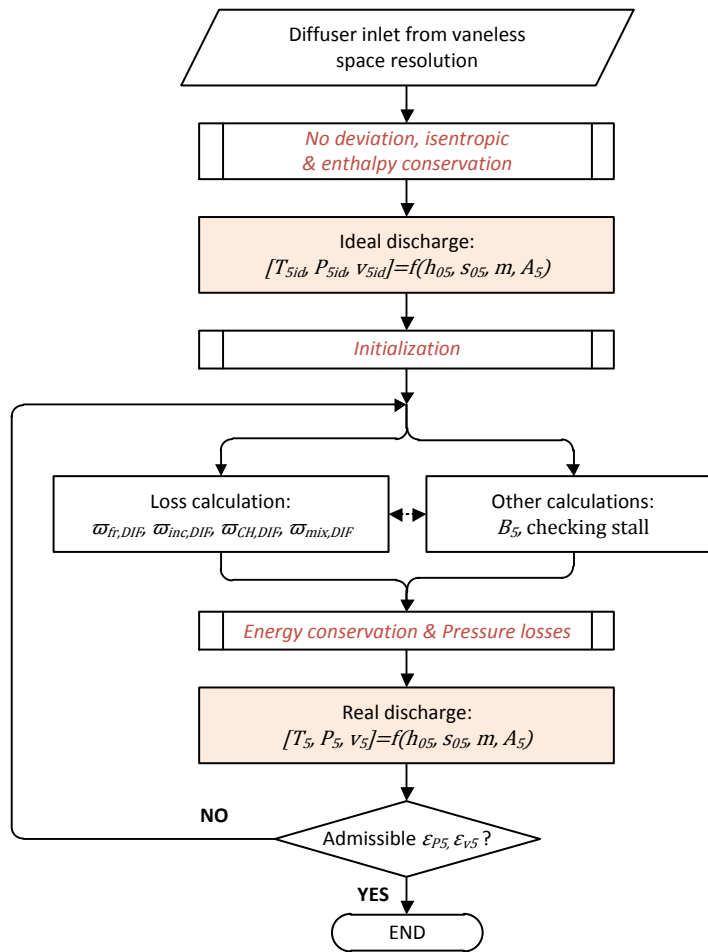 Diffuser inlet from vaneless
space resolution
No deviation, isentropic
& enthalpy conservation
Ideal discharge:
[T5id, P5id, v5id]=f(h05, s05, m, A5)
Initialization
Loss calculation:
ϖfr,DIF, ϖinc,DIF, ϖCH,DIF, ϖmix,DIF
Other calculations:
B5, checking stall
Energy conservation & Pressure losses
Real discharge:
[T5, P5, v5]=f(h05, s05, m, A5)
NO
Admissible εP5, εv5 ?
YES
END